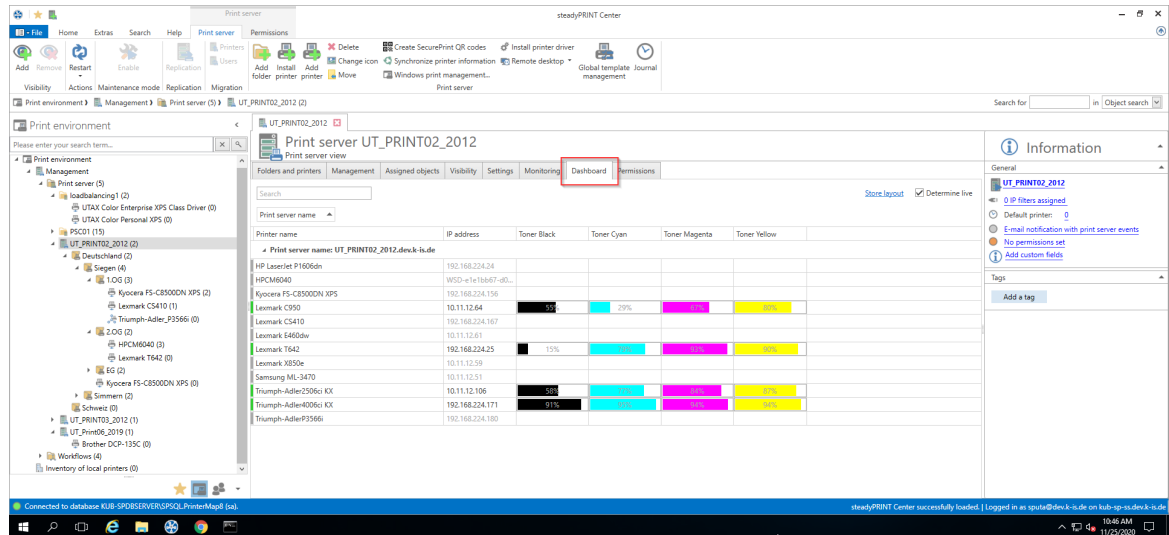 Print server
steadyPRINT Center
File Home Extras Search Help Print server Permissions
Printers Delete Create SecurePrint QR codes Install printer driver
Users Change icon Synchronize printer information Remote desktop
Add Remove Restart Enable Replication Add Install Add Move Windows print management... Global template Journal
folder printer printer management
Visibility Actions Maintenance mode Replication Migration Print server
Print environment Management Print server (5) UT_PRINT02_2012 (2) Search for in Object search
Print environment
Please enter your search term...
Print environment
Management
Print server (5)
loadbalancing1 (2)
UTAX Color Enterprise XPS Class Driver (0)
UTAX Color Personal XPS (0)
PSC01 (15)
UT_PRINT02_2012 (2)
Deutschland (2)
Siegen (4)
1.OG (3)
Kyocera FS-C8500DN XPS (2)
Lexmark CS410 (1)
Triumph-Adler_P3566i (0)
2.OG (2)
HPCM6040 (3)
Lexmark T642 (0)
EG (2)
Kyocera FS-C8500DN XPS (0)
Simmern (2)
Schweiz (0)
UT_PRINT03_2012 (1)
UT_Print06_2019 (1)
Brother DCP-135C (0)
Workflows (4)
Inventory of local printers (0)
UT_PRINT02_2012
Print server UT_PRINT02_2012
Print server view
Folders and printers Management Assigned objects Visibility Settings Monitoring Dashboard Permissions
Search Store layout Determine live
Print server name
Printer name IP address Toner Black Toner Cyan Toner Magenta Toner Yellow
Print server name: UT_PRINT02_2012.dev.k-is.de
HP LaserJet P1606dn 192.168.224.24
HPCM6040 WSD-e1e1bb67-d0...
Kyocera FS-C8500DN XPS 192.168.224.156
Lexmark C950 10.11.12.64 55% 29% 87% 80%
Lexmark CS410 192.168.224.167
Lexmark E460dw 10.11.12.61
Lexmark T642 192.168.224.25 15% 93% 90%
Lexmark X850e 10.11.12.59
Samsung ML-3470 10.11.12.51
Triumph-Adler2506ci KX 10.11.12.106 58% 84% 87%
Triumph-Adler4006ci KX 192.168.224.171 91% 94% 94%
Triumph-AdlerP3566i 192.168.224.180
Information
General
UT_PRINT02_2012
0 IP filters assigned
Default printer: 0
E-mail notification with print server events
No permissions set
Add custom fields
Tags
Add a tag
Connected to database KUB-SPDBSERVER\SPSQL.PrinterMap8 (sa). steadyPRINT Center successfully loaded. | Logged in as sputa@dev.k-is.de on kub-sp-ss.dev.k-is.de
10:46 AM
11/25/2020